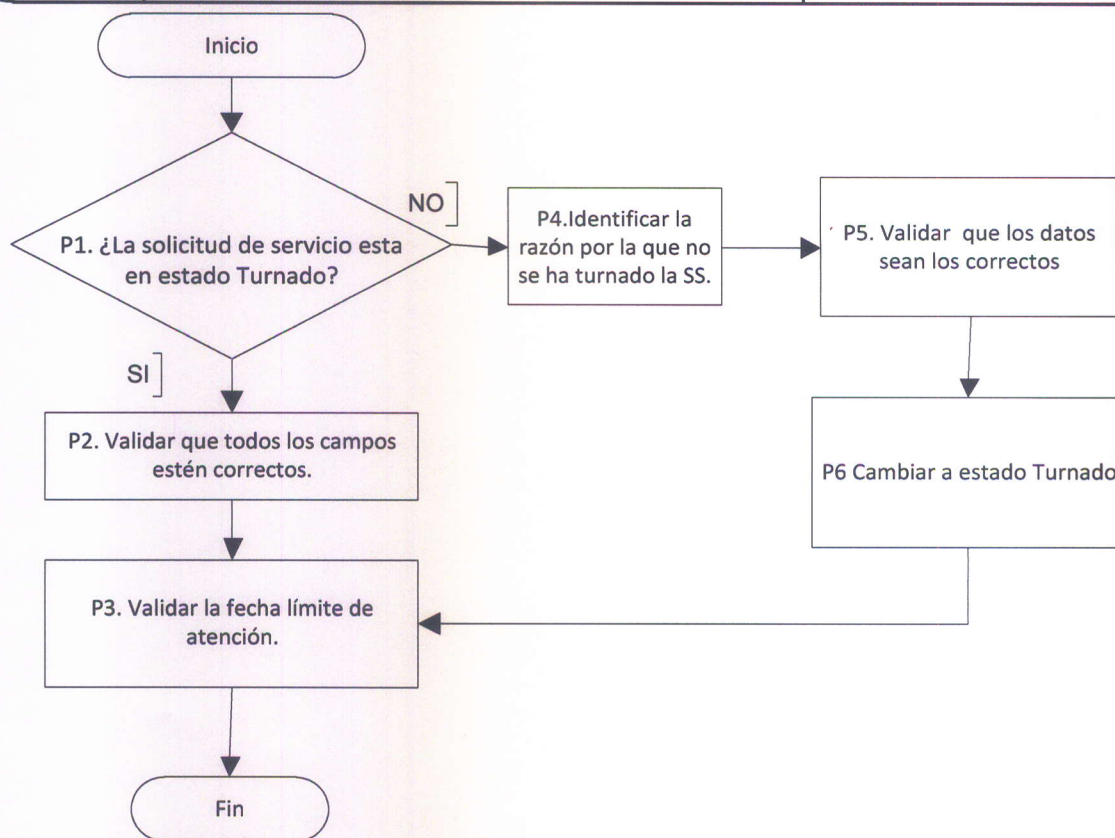 Inicio
P1. ¿La solicitud de servicio esta
en estado Turnado?
NO
P4.Identificar la
razón por la que no
se ha turnado la SS.
P5. Validar que los datos
sean los correctos
SI
P2. Validar que todos los campos
estén correctos.
P6 Cambiar a estado Turnado
P3. Validar la fecha límite de
atención.
Fin